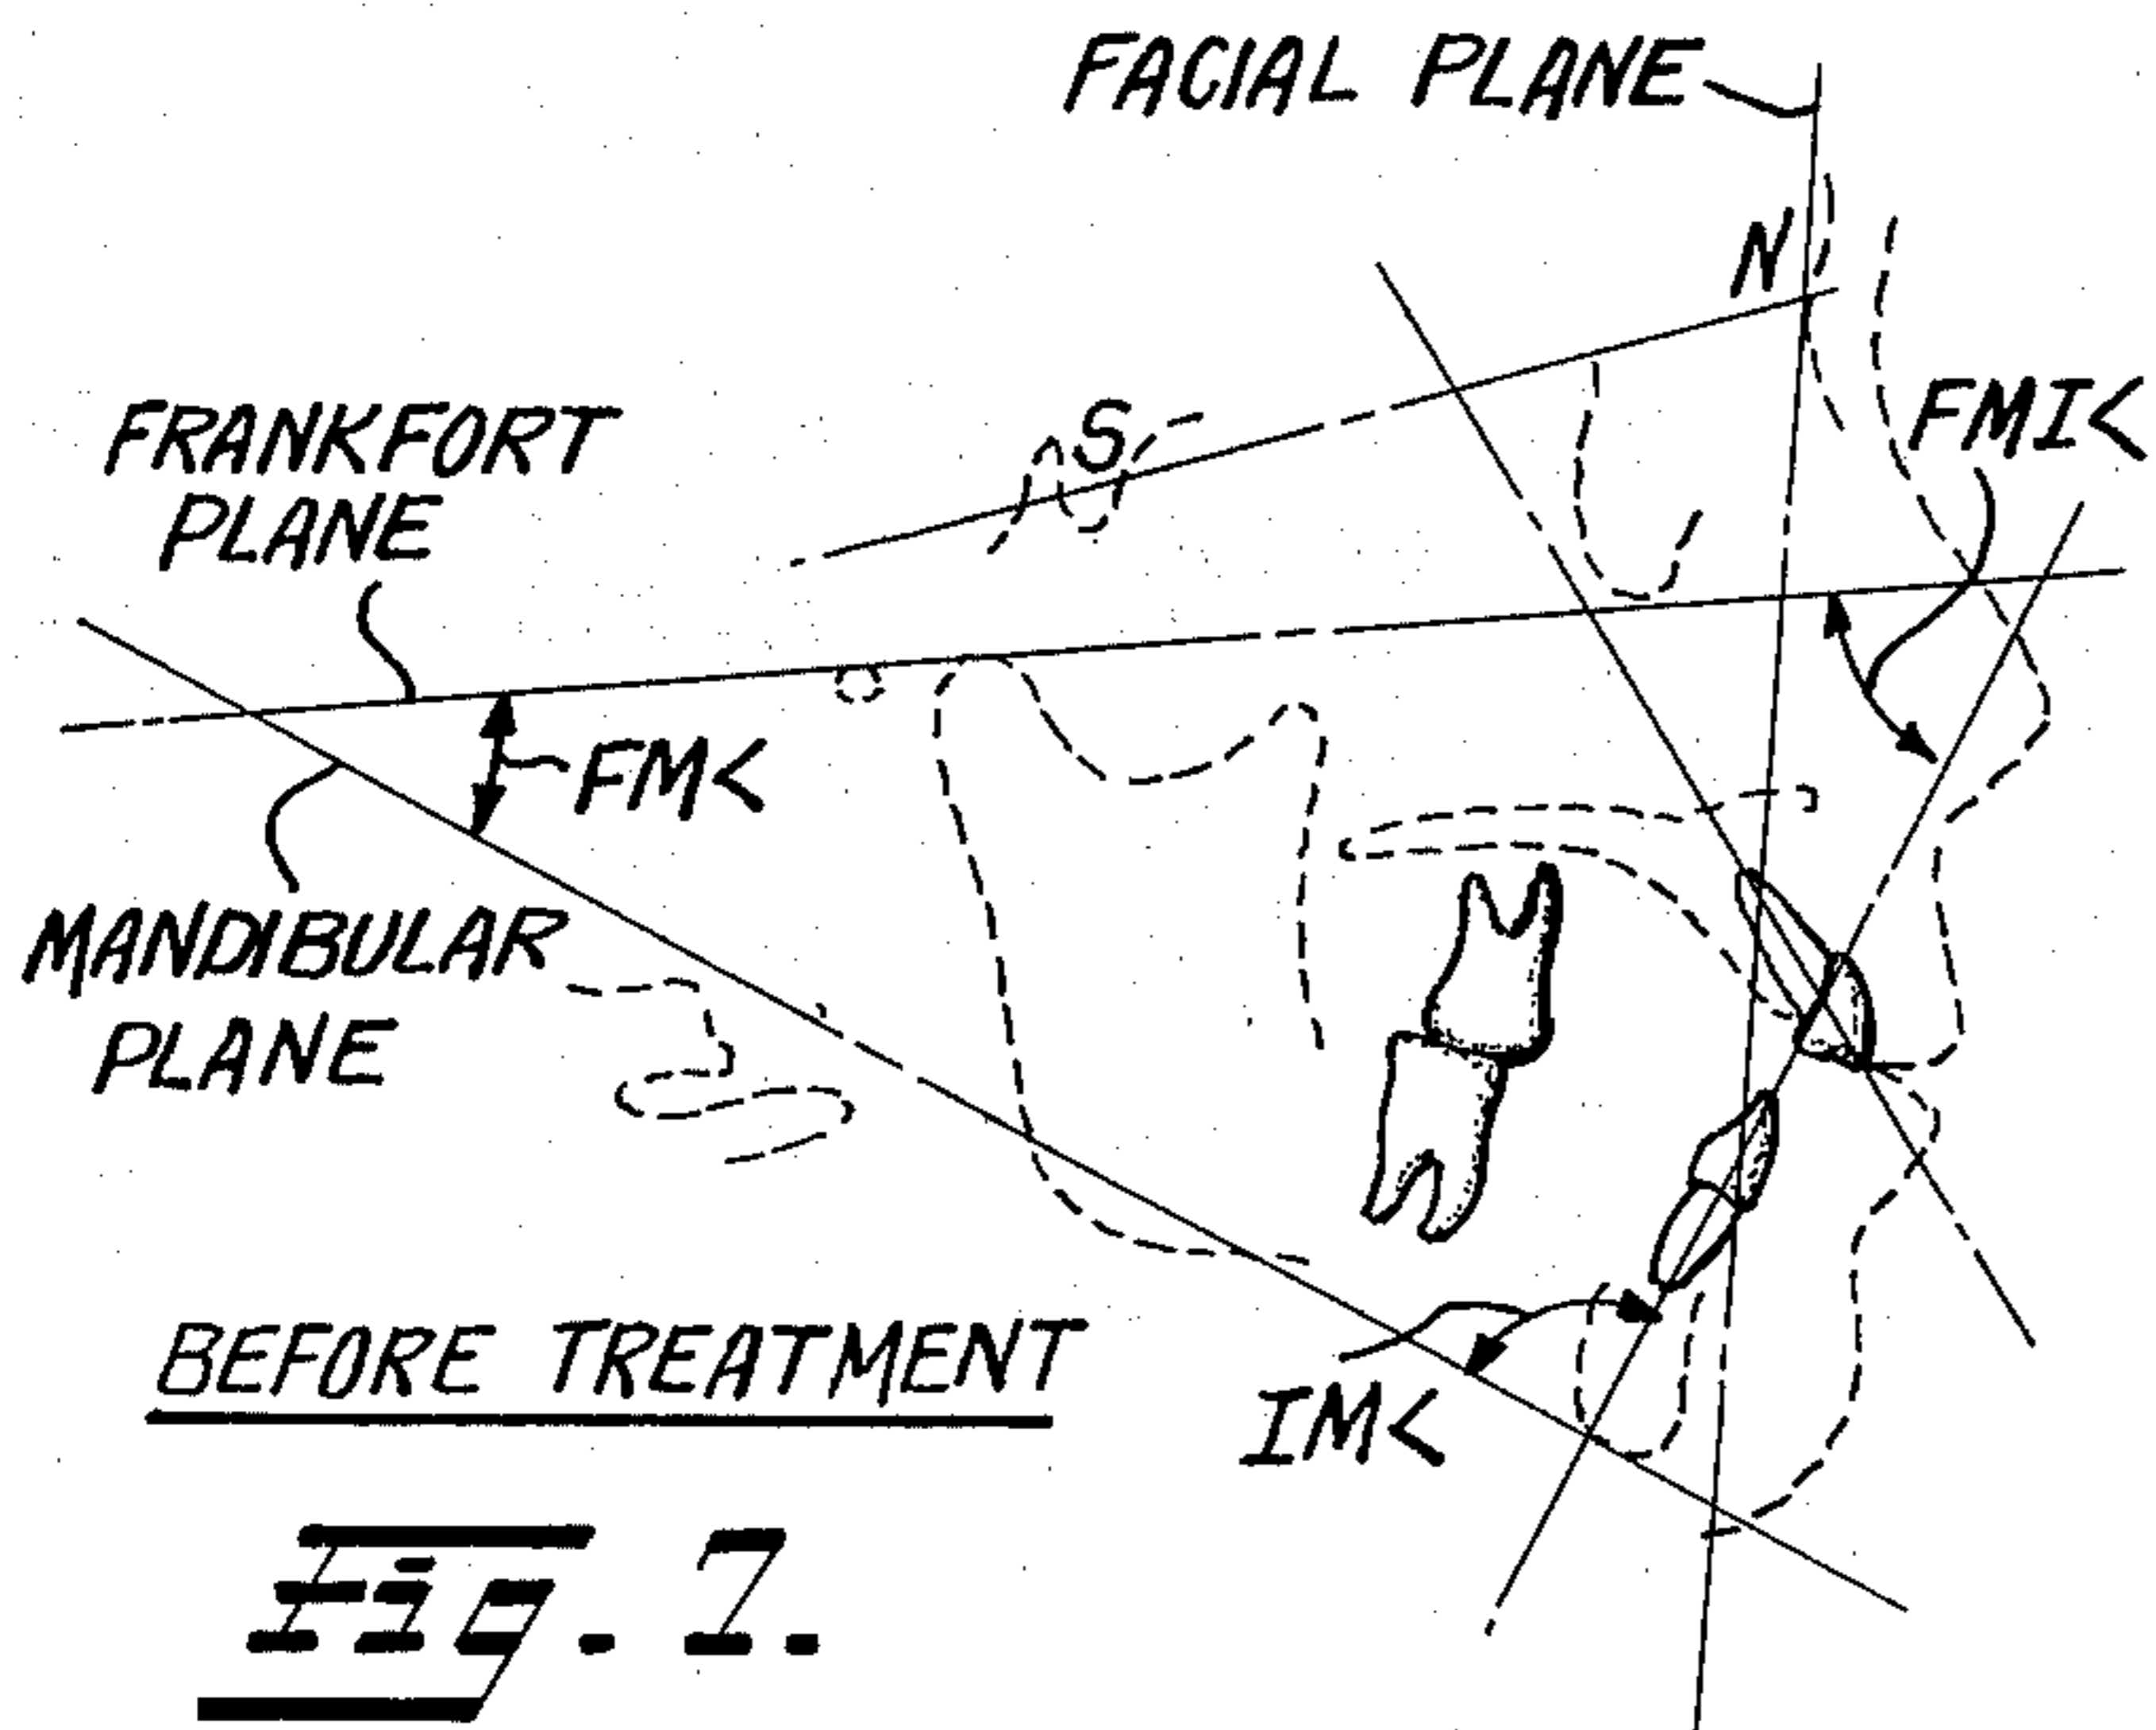 FACIAL PLANE
N
FMI<
S
FRANKFORT
PLANE
FM<
MANDIBULAR
PLANE
BEFORE TREATMENT
IM<
Fig. 7.